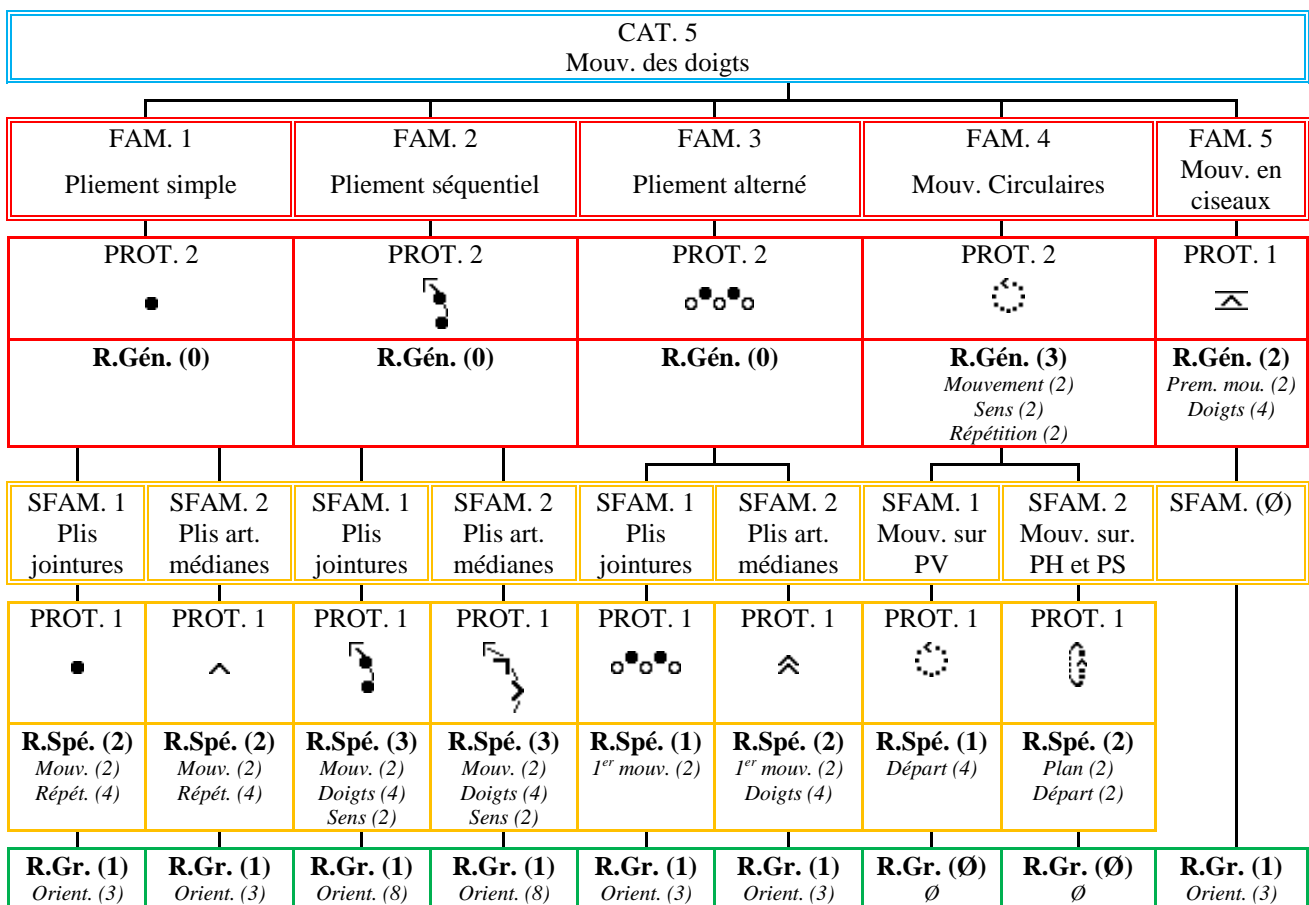 CAT. 5
Mouv. des doigts
FAM. 1
Pliement simple
FAM. 2
Pliement séquentiel
FAM. 3
Pliement alterné
FAM. 4
Mouv. Circulaires
FAM. 5
Mouv. en
ciseaux
PROT. 2
PROT. 2
PROT. 2
PROT. 2
PROT. 1
R.Gén. (0)
R.Gén. (0)
R.Gén. (0)
R.Gén. (3)
Mouvement (2)
Sens (2)
Répétition (2)
R.Gén. (2)
Prem. mou. (2)
Doigts (4)
SFAM. 1
Plis
jointures
SFAM. 2
Plis art.
médianes
SFAM. 1
Plis
jointures
SFAM. 2
Plis art.
médianes
SFAM. 1
Plis
jointures
SFAM. 2
Plis art.
médianes
SFAM. 1
Mouv. sur
PV
SFAM. 2
Mouv. sur.
PH et PS
SFAM. (Ø)
PROT. 1
PROT. 1
PROT. 1
PROT. 1
PROT. 1
PROT. 1
PROT. 1
PROT. 1
R.Spé. (2)
Mouv. (2)
Répét. (4)
R.Spé. (2)
Mouv. (2)
Répét. (4)
R.Spé. (3)
Mouv. (2)
Doigts (4)
Sens (2)
R.Spé. (3)
Mouv. (2)
Doigts (4)
Sens (2)
R.Spé. (1)
1er mouv. (2)
R.Spé. (2)
1er mouv. (2)
Doigts (4)
R.Spé. (1)
Départ (4)
R.Spé. (2)
Plan (2)
Départ (2)
R.Gr. (1)
Orient. (3)
R.Gr. (1)
Orient. (3)
R.Gr. (1)
Orient. (8)
R.Gr. (1)
Orient. (8)
R.Gr. (1)
Orient. (3)
R.Gr. (1)
Orient. (3)
R.Gr. (Ø)
Ø
R.Gr. (Ø)
Ø
R.Gr. (1)
Orient. (3)